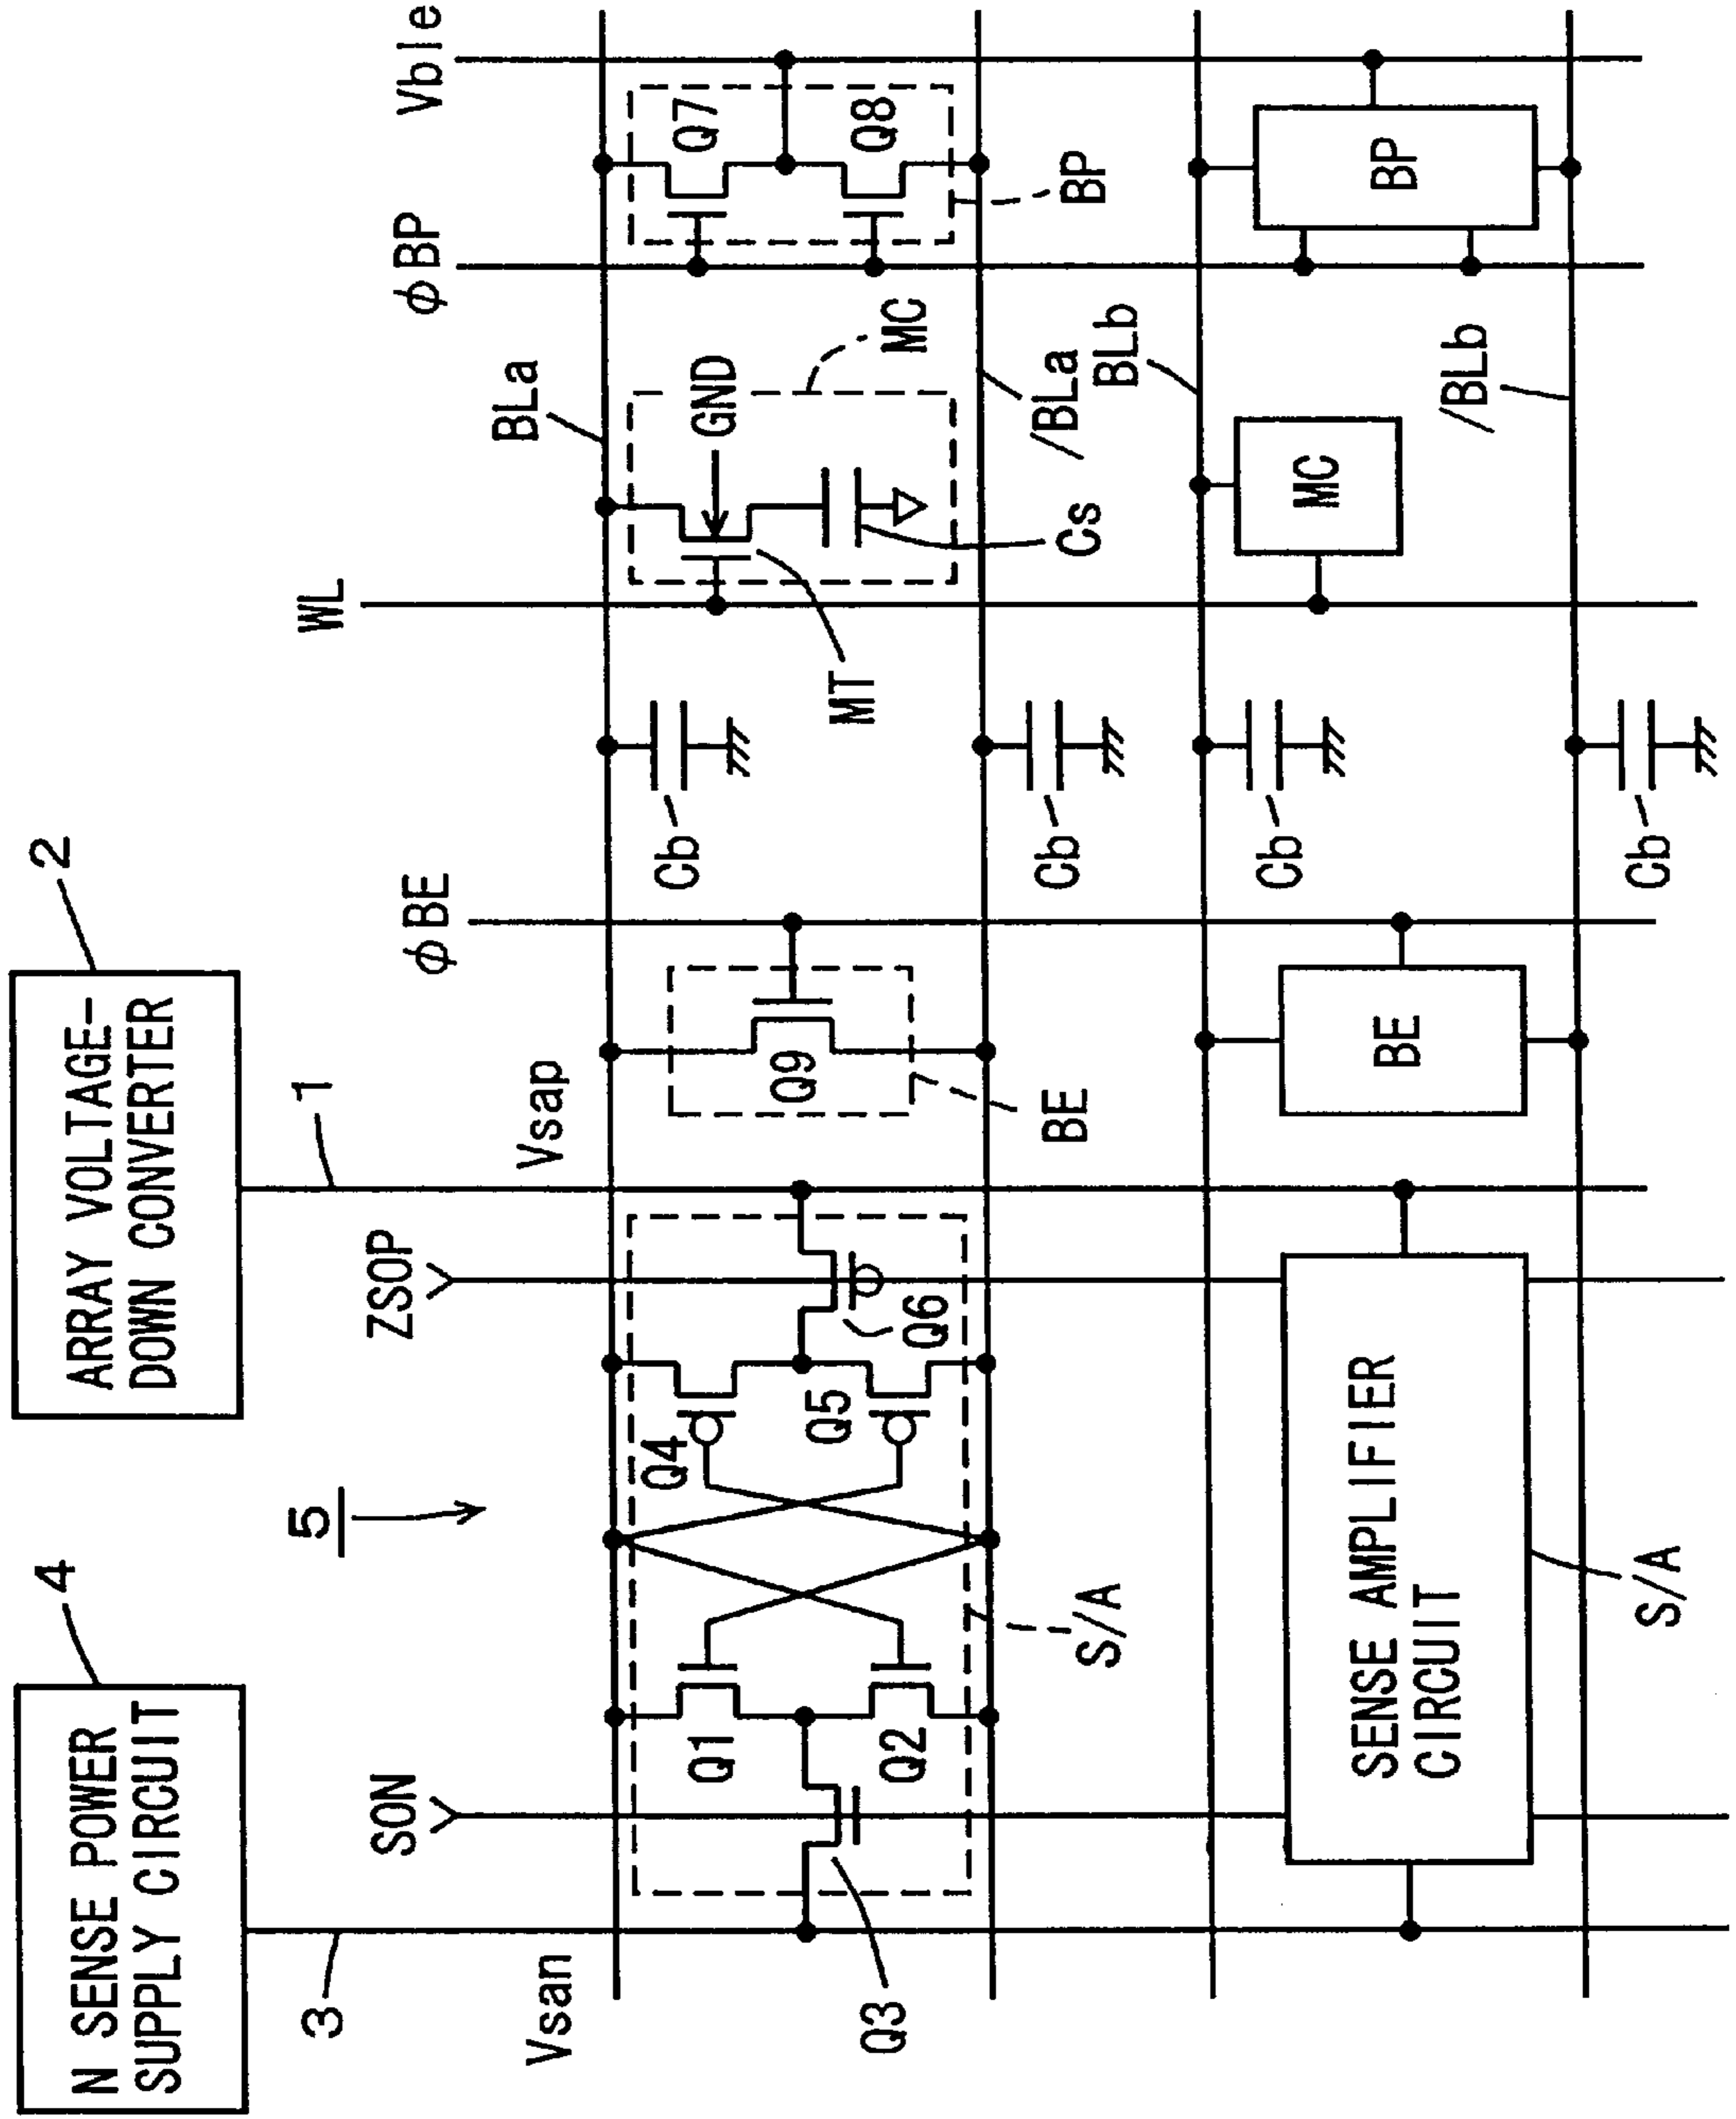 N SENSE POWER
SUPPLY CIRCUIT
4
ARRAY VOLTAGE-
DOWN CONVERTER
2
3
1
5
SON
ZSOP
φBE
WL
φBP
Vble
Vsan
Vsap
BLa
Q1
Q4
Q9
Cb
GND
Q7
Q2
Q5
Q8
Q3
Q6
MT
MC
S/A
BE
Cb
Cs
/BLa
BP
BLb
SENSE AMPLIFIER
CIRCUIT
BE
Cb
MC
BP
/BLb
S/A
Cb